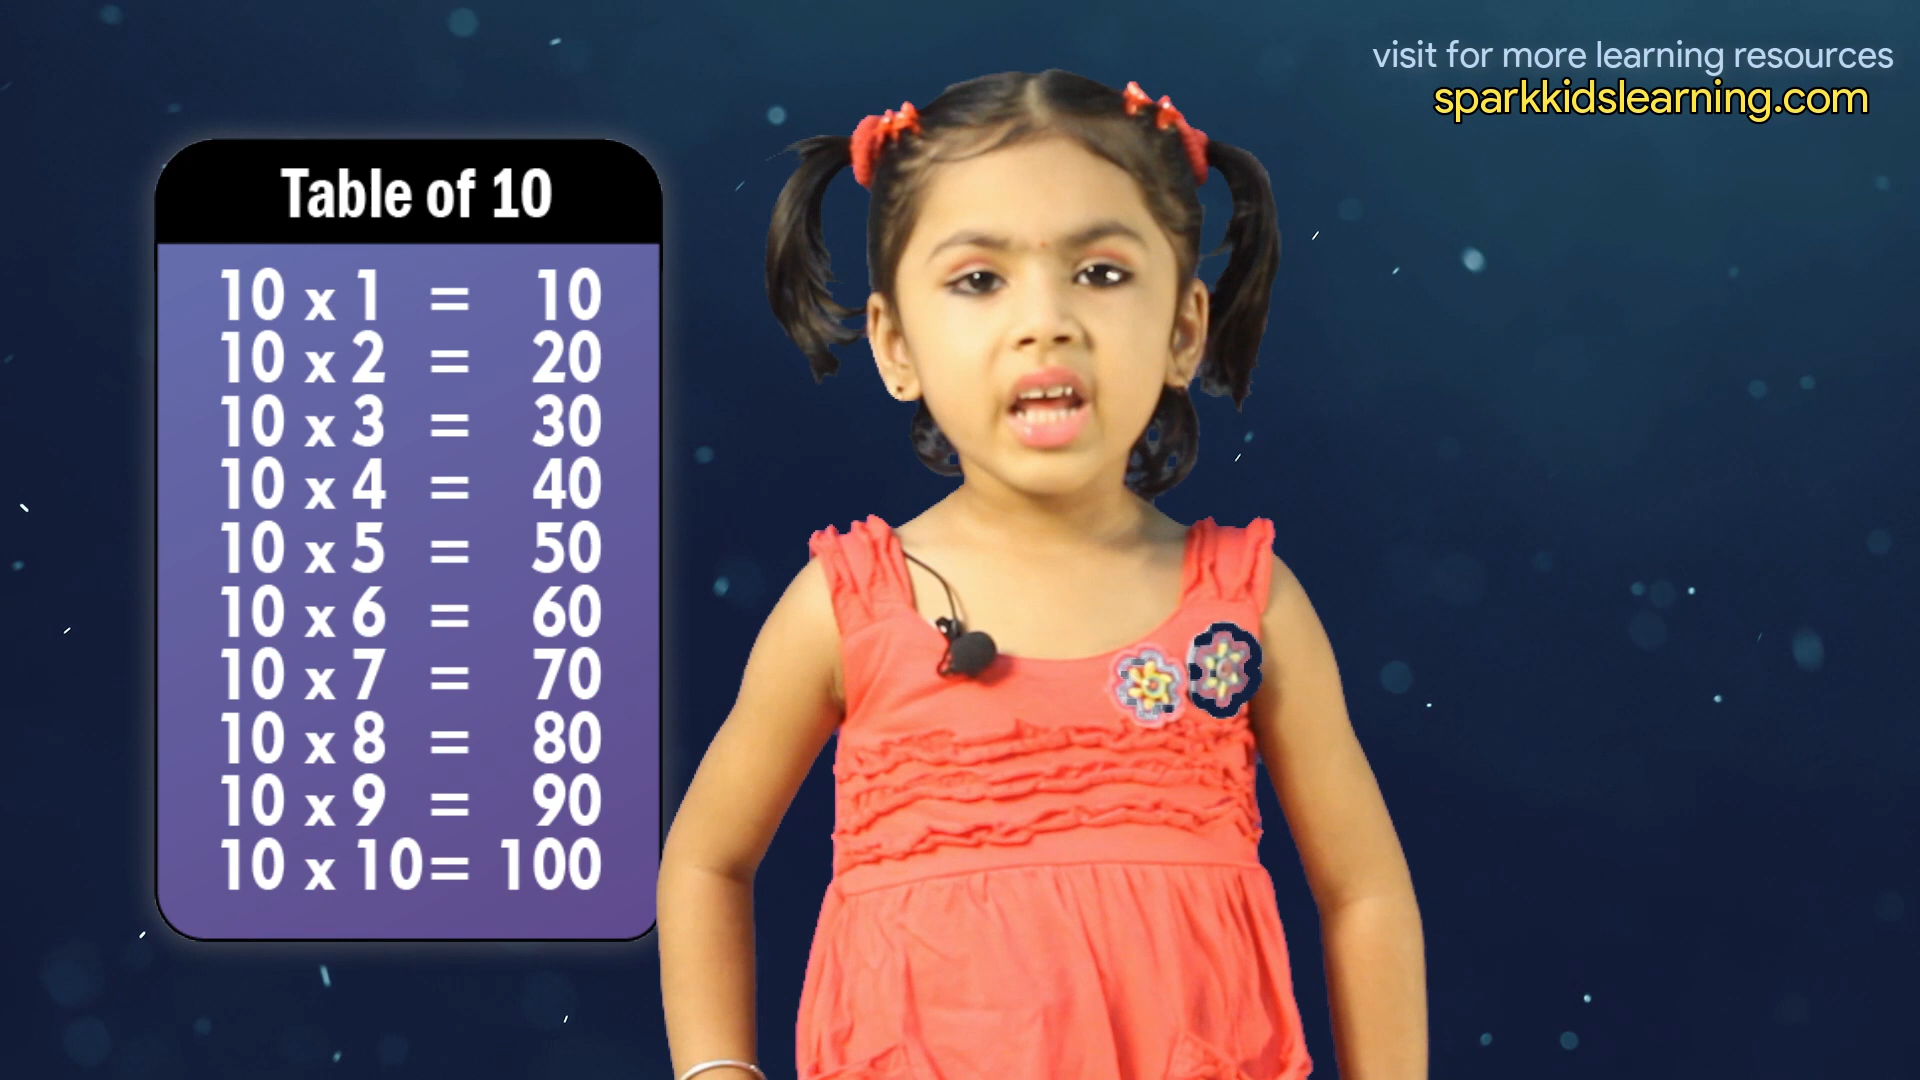 visit for more learning resources
sparkkidslearning.com
Table of 10
10 x 1 = 10
10 x 2 = 20
10 x 3 = 30
10 x 4 = 40
10 x 5 = 50
10 x 6 = 60
10 x 7 = 70
10 x 8 = 80
10 x 9 = 90
10 x 10 = 100